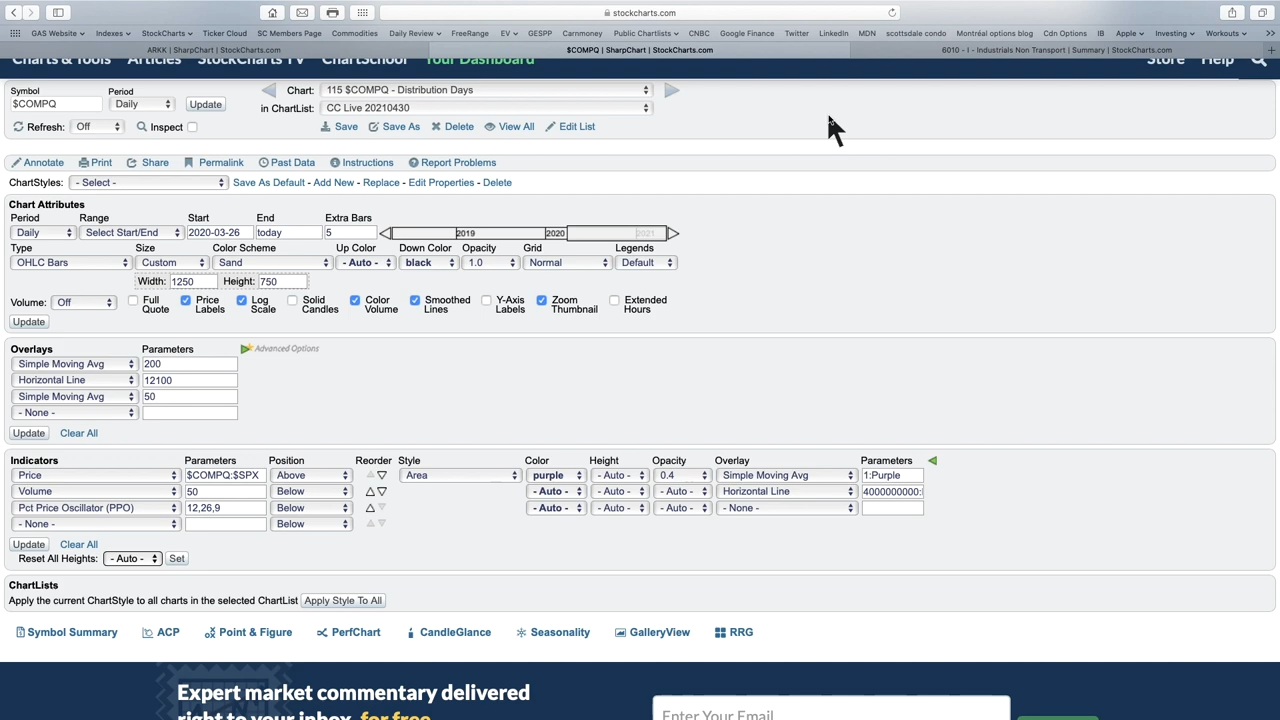 stockcharts.com
GAS Website Indexes StockCharts Ticker Cloud SC Members Page Commodities Daily Review FreeRange EV GESPP Carnmoney Public Chartlists CNBC Google Finance Twitter LinkedIn MDN scottsdale condo Montréal options blog Cdn Options IB Apple Investing Workouts >>
ARKK | SharpChart | StockCharts.com $COMPQ | SharpChart | StockCharts.com 6010 - I - Industrials Non Transport | Summary | StockCharts.com +
Charts & Tools Articles StockCharts TV ChartSchool Your Dashboard Store Help
Symbol Period Chart: 115 $COMPQ - Distribution Days
$COMPQ Daily Update in ChartList: CC Live 20210430
Refresh: Off Inspect Save Save As Delete View All Edit List
Annotate Print Share Permalink Past Data Instructions Report Problems
ChartStyles: - Select - Save As Default - Add New - Replace - Edit Properties - Delete
Chart Attributes
Period Range Start End Extra Bars
Daily Select Start/End 2020-03-26 today 5 2019 2020 2021
Type Size Color Scheme Up Color Down Color Opacity Grid Legends
OHLC Bars Custom Sand - Auto - black 1.0 Normal Default
Width: 1250 Height: 750
Volume: Off Full Quote Price Labels Log Scale Solid Candles Color Volume Smoothed Lines Y-Axis Labels Zoom Thumbnail Extended Hours
Update
Overlays Parameters Advanced Options
Simple Moving Avg 200
Horizontal Line 12100
Simple Moving Avg 50
- None -
Update Clear All
Indicators Parameters Position Reorder Style Color Height Opacity Overlay Parameters
Price $COMPQ:$SPX Above Area purple - Auto - 0.4 Simple Moving Avg 1:Purple
Volume 50 Below - Auto - - Auto - - Auto - Horizontal Line 4000000000:
Pct Price Oscillator (PPO) 12,26,9 Below - Auto - - Auto - - Auto - - None -
- None - Below
Update Clear All
Reset All Heights: - Auto - Set
ChartLists
Apply the current ChartStyle to all charts in the selected ChartList Apply Style To All
Symbol Summary ACP Point & Figure PerfChart CandleGlance Seasonality GalleryView RRG
Expert market commentary delivered
right to your inbox, for free
Enter Your Email